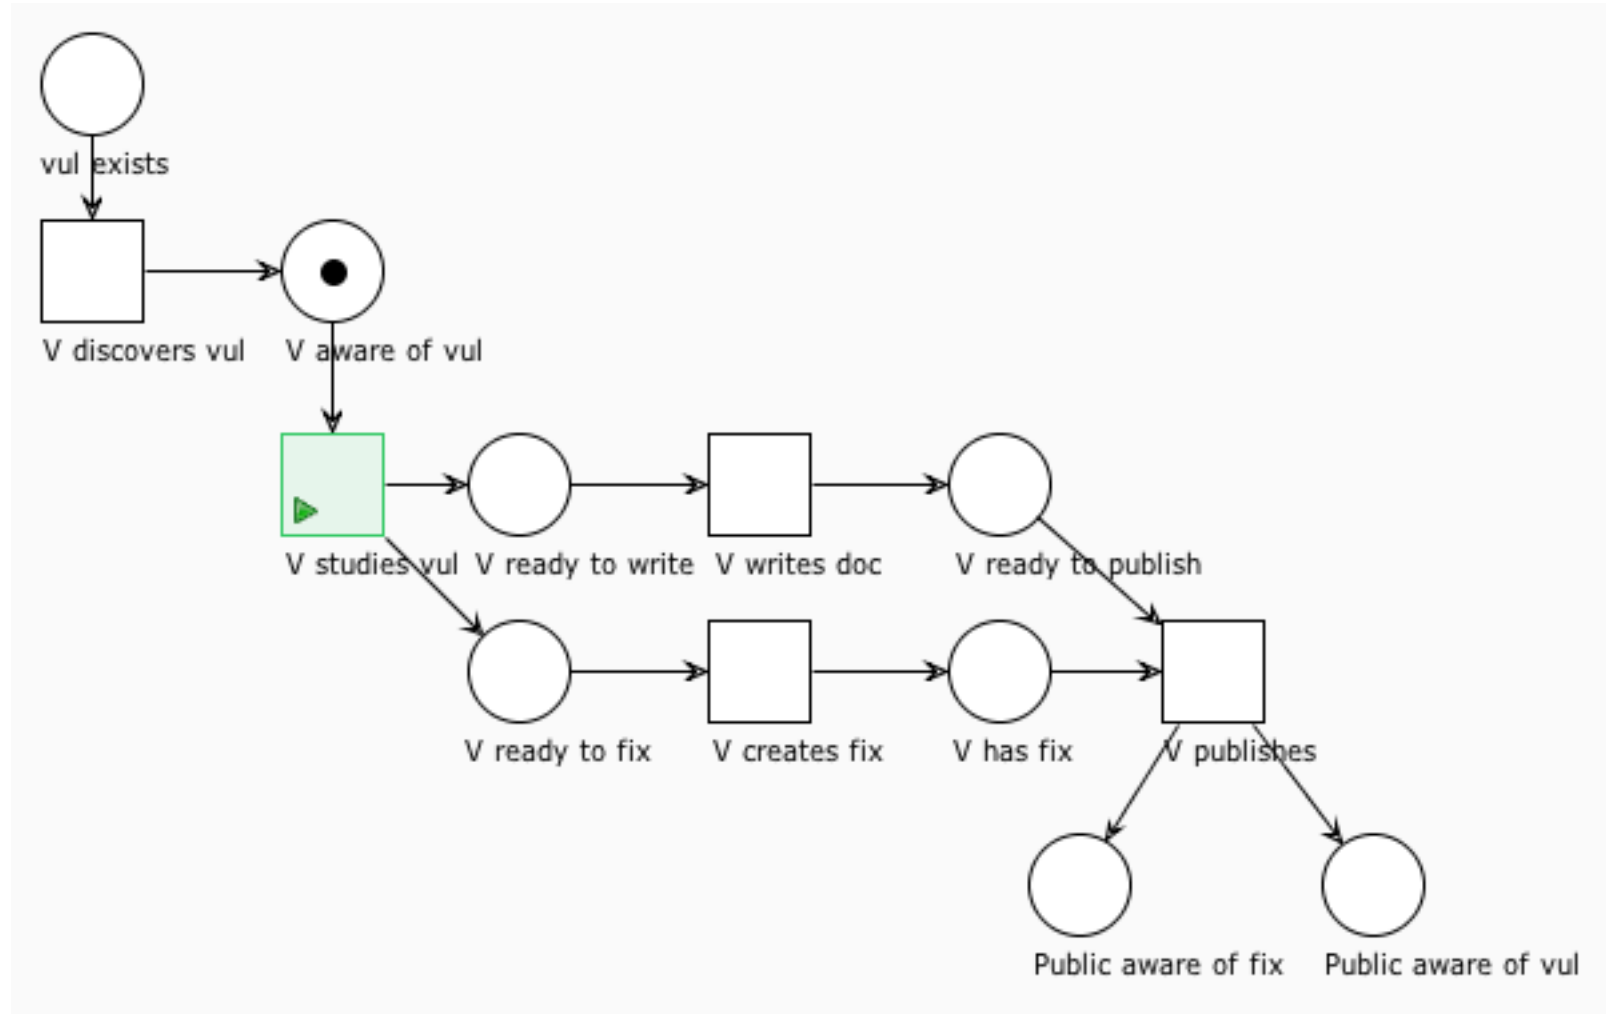 vul exists
V discovers vul
V aware of vul
V studies vul
V ready to write
V writes doc
V ready to publish
V ready to fix
V creates fix
V has fix
V publishes
Public aware of fix
Public aware of vul